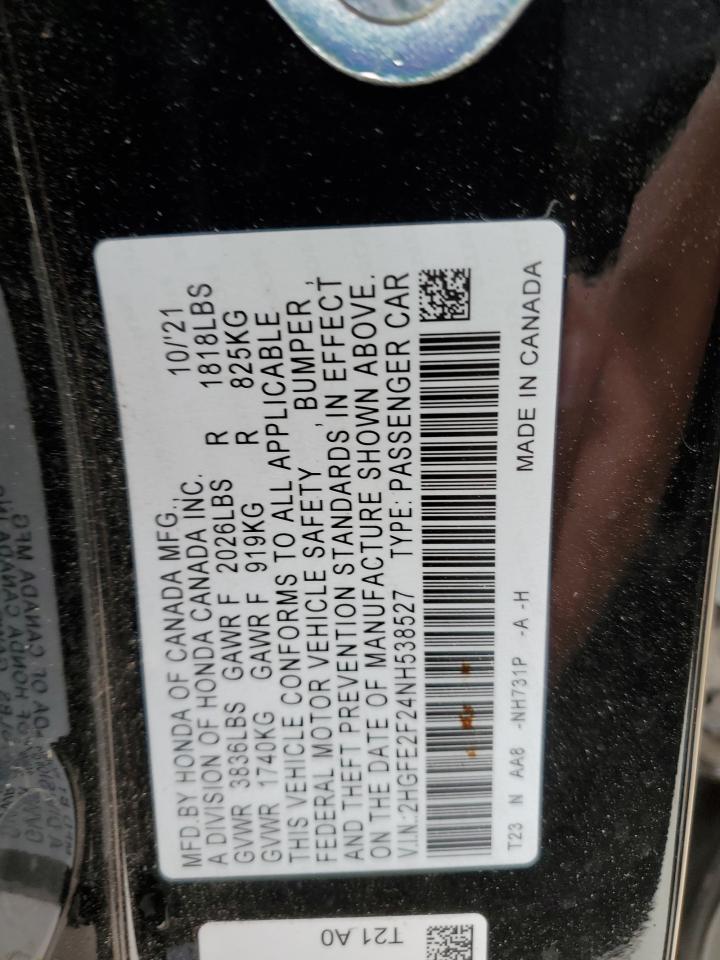 MFD.BY HONDA OF CANADA MFG.,
A DIVISION OF HONDA CANADA INC. 10/'21
GVWR 3836LBS GAWR F 2026LBS R 1818LBS
GVWR 1740KG GAWR F 919KG R 825KG
THIS VEHICLE CONFORMS TO ALL APPLICABLE
FEDERAL MOTOR VEHICLE SAFETY , BUMPER ,
AND THEFT PREVENTION STANDARDS IN EFFECT
ON THE DATE OF MANUFACTURE SHOWN ABOVE.
V.I.N.:2HGFE2F24NH538527 TYPE: PASSENGER CAR
T23 N AA8 -NH731P -A -H MADE IN CANADA
T21 A0